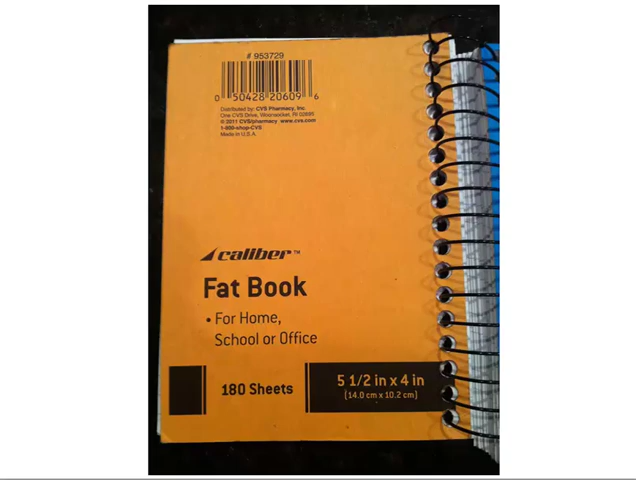 # 953729
0 50428 20609 6
Distributed by: CVS Pharmacy, Inc.
One CVS Drive, Woonsocket, RI 02895
© 2011 CVS/pharmacy www.cvs.com
1-800-shop-CVS
Made in U.S.A.
caliber™
Fat Book
• For Home,
School or Office
180 Sheets
5 1/2 in x 4 in
(14.0 cm x 10.2 cm)